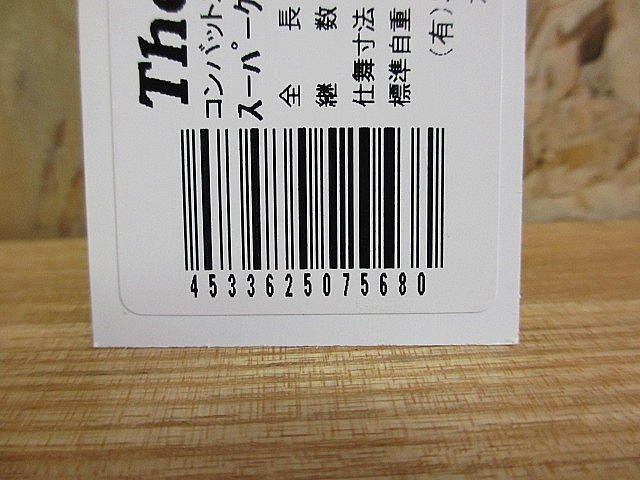 The
コンバット
スーパーゲ
全 長
継 数
仕舞寸法
標準自重
(有)
4533625075680